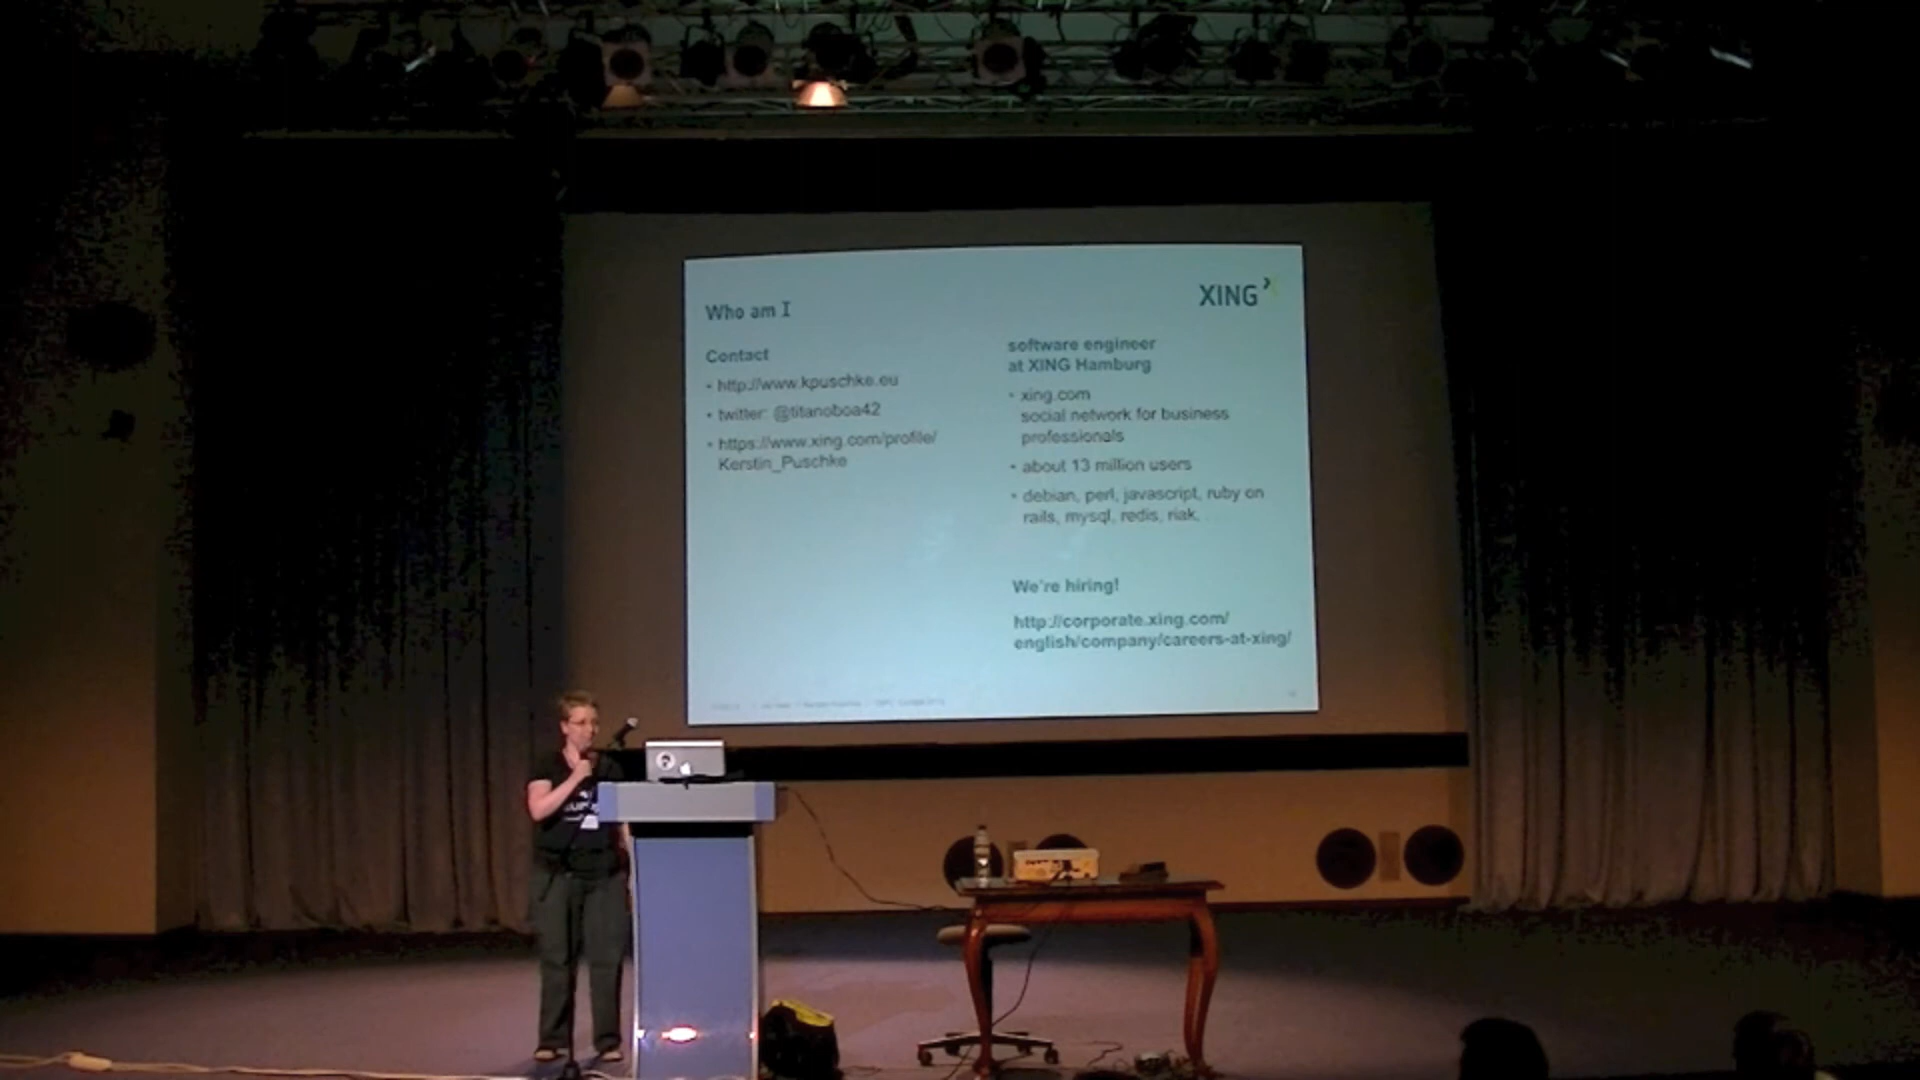 XING
Who am I
Contact
• http://www.kpuschke.eu
• twitter: @titanoboa42
• https://www.xing.com/profile/
Kerstin_Puschke
software engineer
at XING Hamburg
• xing.com
social network for business
professionals
• about 13 million users
• debian, perl, javascript, ruby on
rails, mysql, redis, riak,
We're hiring!
http://corporate.xing.com/
english/company/careers-at-xing/